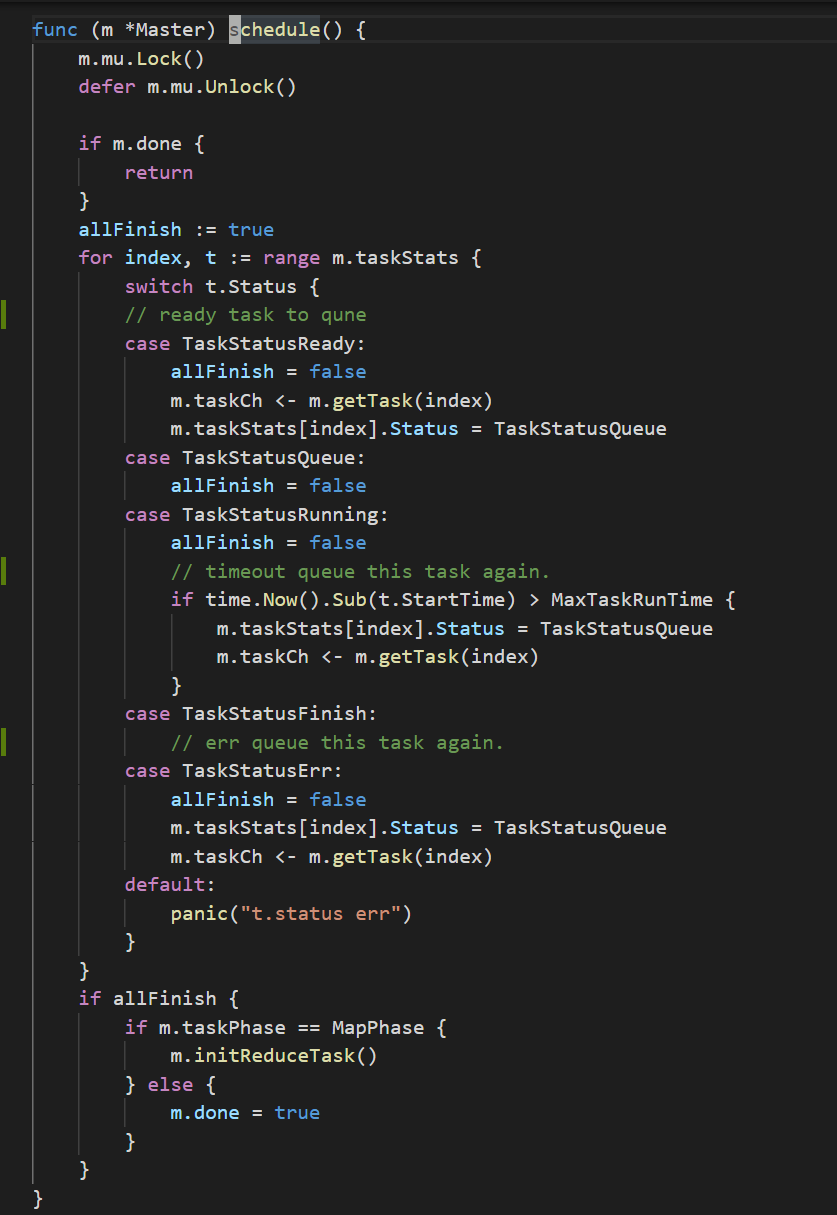 func (m *Master) schedule() {
    m.mu.Lock()
    defer m.mu.Unlock()

    if m.done {
        return
    }
    allFinish := true
    for index, t := range m.taskStats {
        switch t.Status {
        // ready task to qune
        case TaskStatusReady:
            allFinish = false
            m.taskCh <- m.getTask(index)
            m.taskStats[index].Status = TaskStatusQueue
        case TaskStatusQueue:
            allFinish = false
        case TaskStatusRunning:
            allFinish = false
            // timeout queue this task again.
            if time.Now().Sub(t.StartTime) > MaxTaskRunTime {
                m.taskStats[index].Status = TaskStatusQueue
                m.taskCh <- m.getTask(index)
            }
        case TaskStatusFinish:
            // err queue this task again.
        case TaskStatusErr:
            allFinish = false
            m.taskStats[index].Status = TaskStatusQueue
            m.taskCh <- m.getTask(index)
        default:
            panic("t.status err")
        }
    }
    if allFinish {
        if m.taskPhase == MapPhase {
            m.initReduceTask()
        } else {
            m.done = true
        }
    }
}